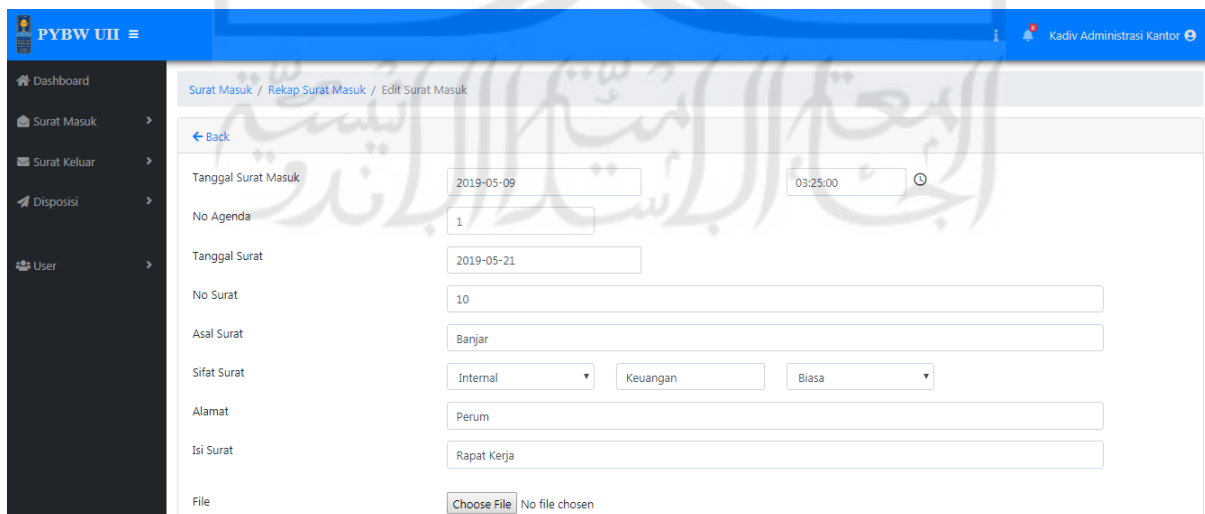 PYBW UII
Kadiv Administrasi Kantor
Dashboard
Surat Masuk
Surat Keluar
Disposisi
User
Surat Masuk / Rekap Surat Masuk / Edit Surat Masuk
Back
Tanggal Surat Masuk 2019-05-09 03:25:00
No Agenda 1
Tanggal Surat 2019-05-21
No Surat 10
Asal Surat Banjar
Sifat Surat Internal Keuangan Biasa
Alamat Perum
Isi Surat Rapat Kerja
File Choose File No file chosen